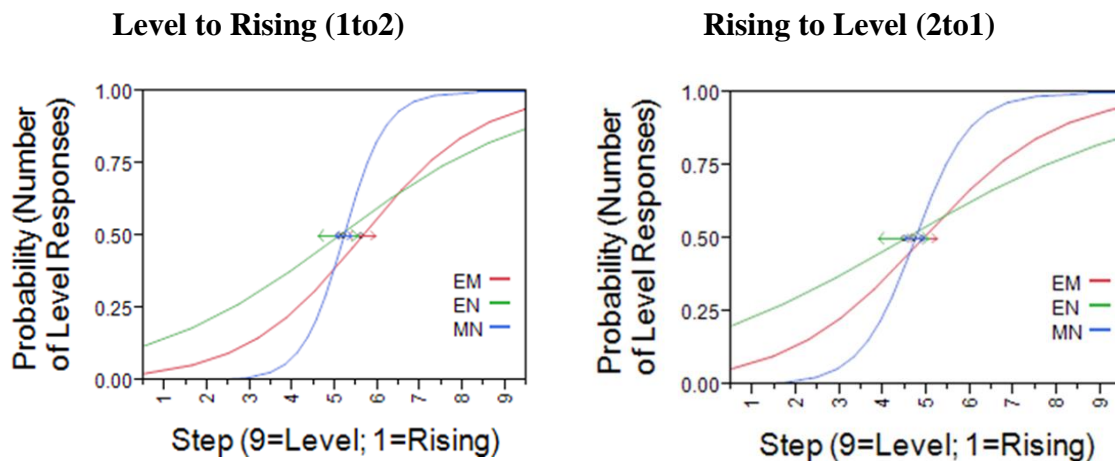 Level to Rising (1to2)
Probability (Number
of Level Responses)
1.00
0.75
0.50
0.25
0.00
EM
EN
MN
1 2 3 4 5 6 7 8 9
Step (9=Level; 1=Rising)
Rising to Level (2to1)
Probability (Number
of Level Responses)
1.00
0.75
0.50
0.25
0.00
EM
EN
MN
1 2 3 4 5 6 7 8 9
Step (9=Level; 1=Rising)